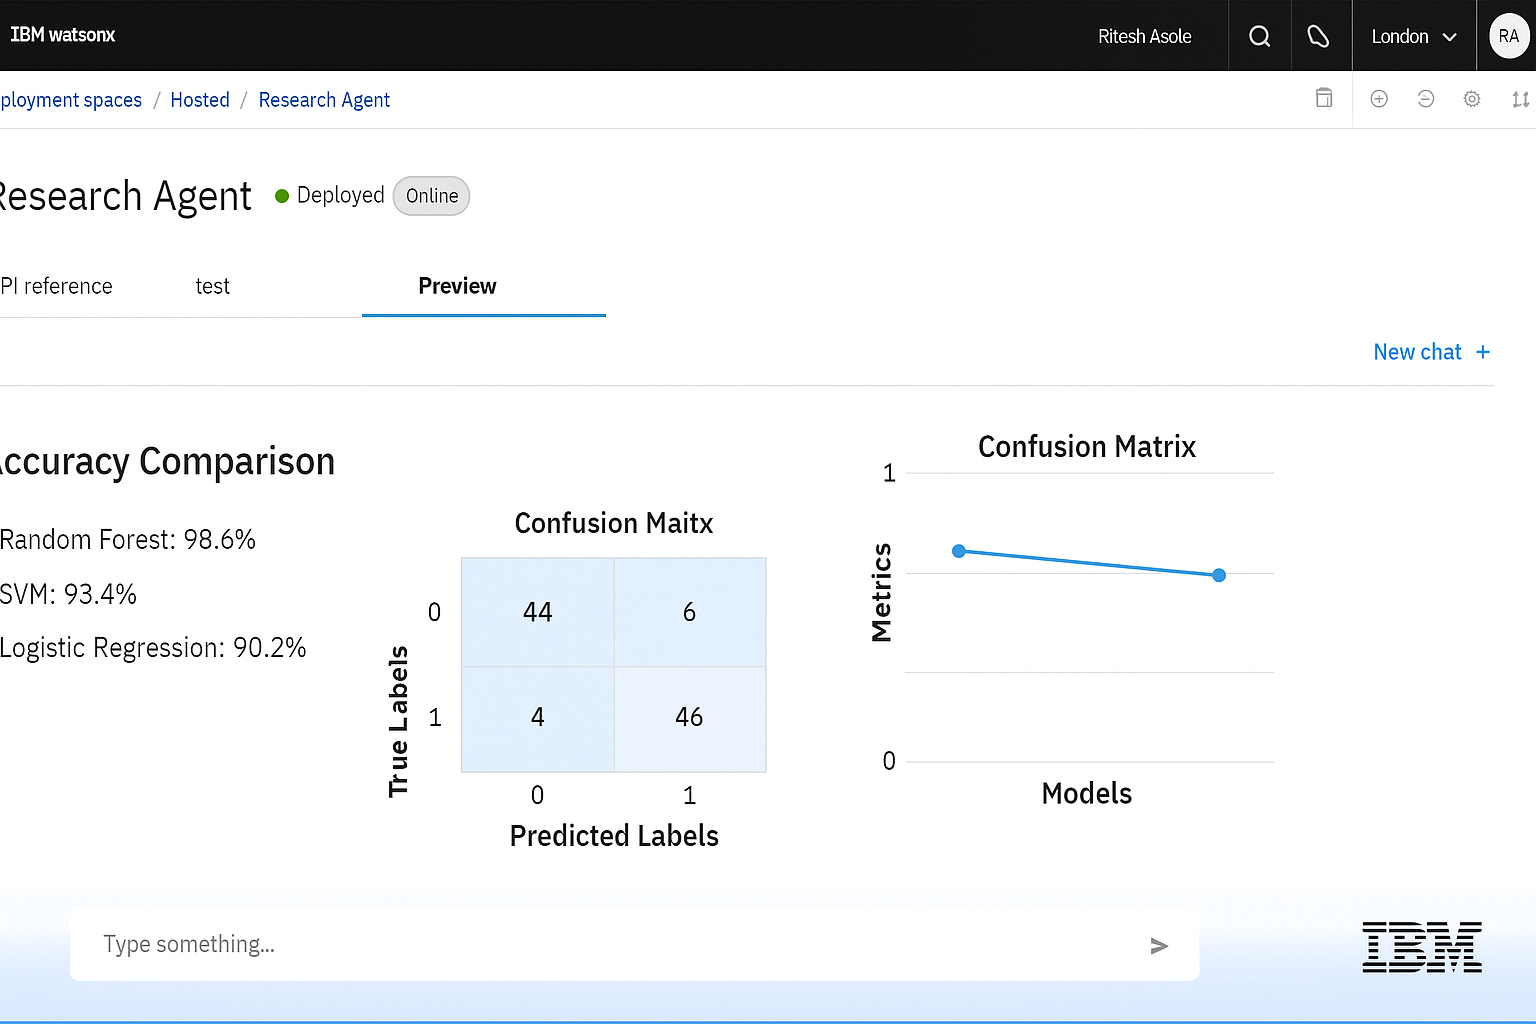 IBM watsonx
Ritesh Asole
London
RA
ployment spaces / Hosted / Research Agent
Research Agent
Deployed
Online
PI reference
test
Preview
New chat +
Accuracy Comparison
Random Forest: 98.6%
SVM: 93.4%
Logistic Regression: 90.2%
Confusion Maitx
True Labels
0
44
6
1
4
46
0
1
Predicted Labels
Confusion Matrix
1
Metrics
0
Models
Type something...
IBM